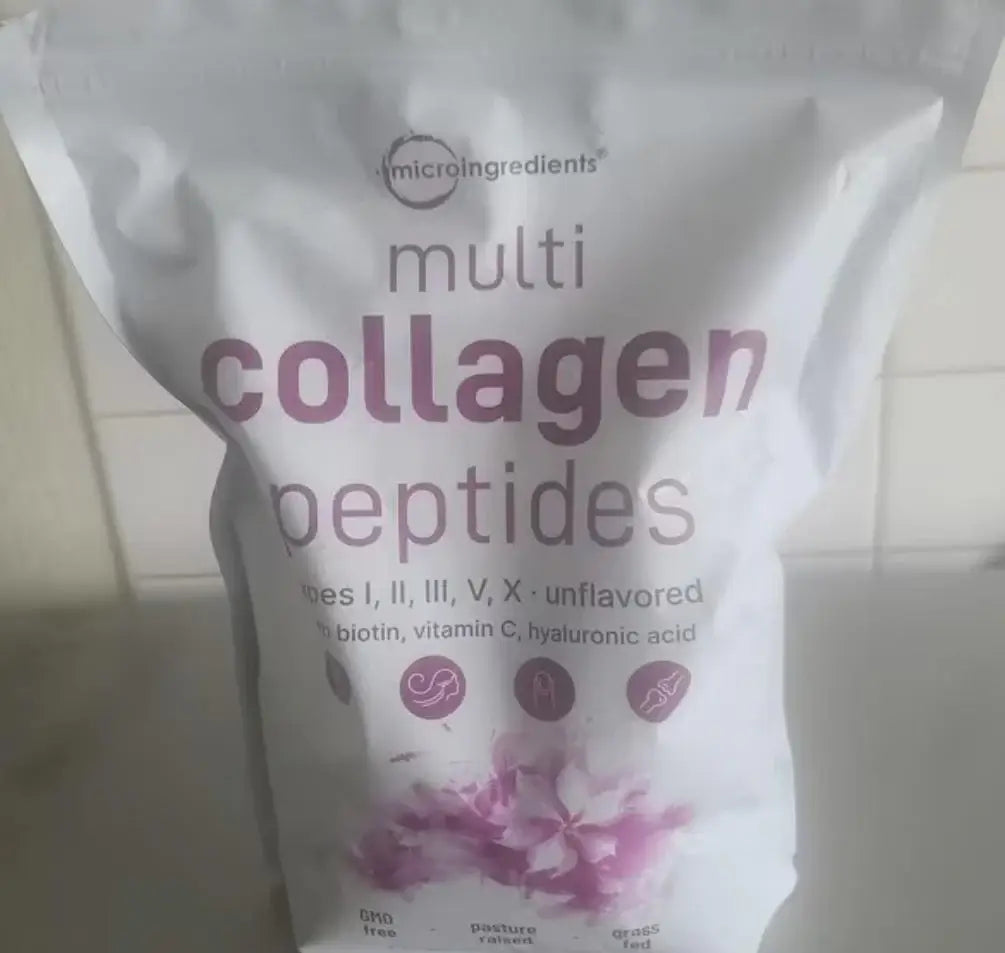 microingredients®
multi
collagen
peptides
I, II, III, V, X · unflavored
biotin, vitamin C, hyaluronic acid
GMO free · pasture raised · grass fed